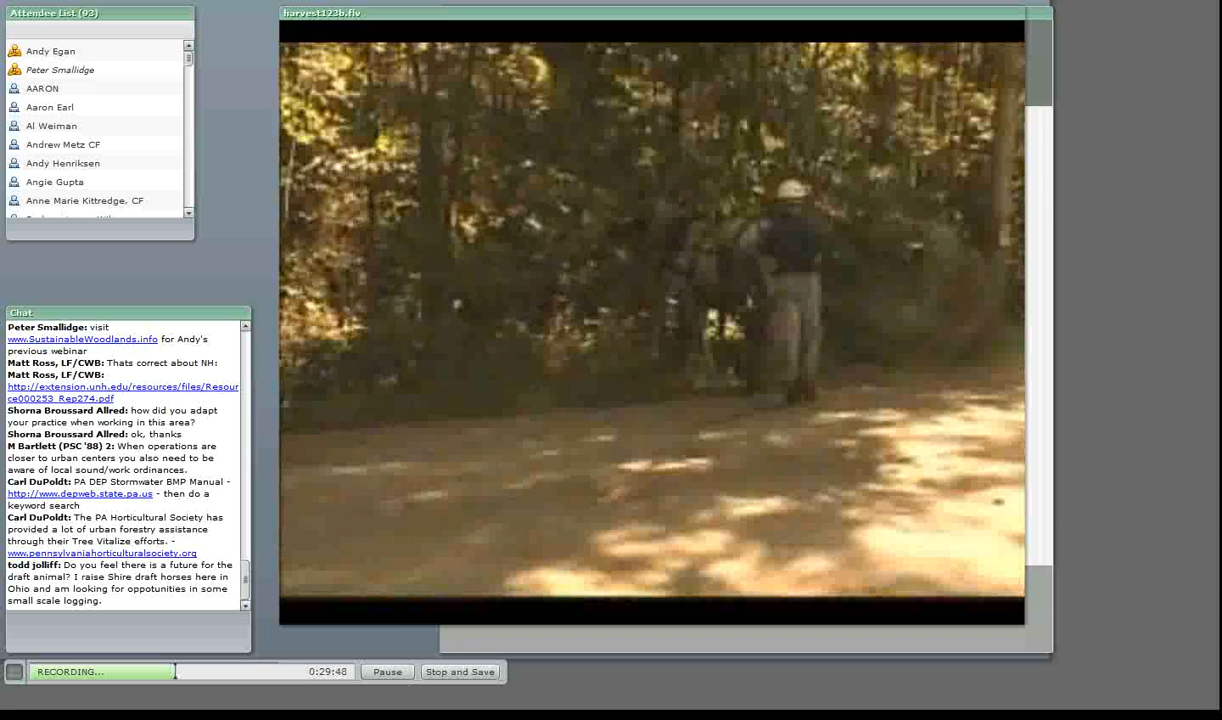 Attendee List (93)
Andy Egan
Peter Smallidge
AARON
Aaron Earl
Al Weiman
Andrew Metz CF
Andy Henriksen
Angie Gupta
Anne Marie Kittredge, CF
harvest123b.flv
Chat
Peter Smallidge: visit
www.SustainableWoodlands.info for Andy's
previous webinar
Matt Ross, LF/CWB: Thats correct about NH:
Matt Ross, LF/CWB:
http://extension.unh.edu/resources/files/Resour
ce000253_Rep274.pdf
Shorna Broussard Allred: how did you adapt
your practice when working in this area?
Shorna Broussard Allred: ok, thanks
M Bartlett (PSC '88) 2: When operations are
closer to urban centers you also need to be
aware of local sound/work ordinances.
Carl DuPoldt: PA DEP Stormwater BMP Manual -
http://www.depweb.state.pa.us - then do a
keyword search
Carl DuPoldt: The PA Horticultural Society has
provided a lot of urban forestry assistance
through their Tree Vitalize efforts. -
www.pennsylvaniahorticulturalsociety.org
todd jolliff: Do you feel there is a future for the
draft animal? I raise Shire draft horses here in
Ohio and am looking for oppotunities in some
small scale logging.
RECORDING...
0:29:48
Pause
Stop and Save